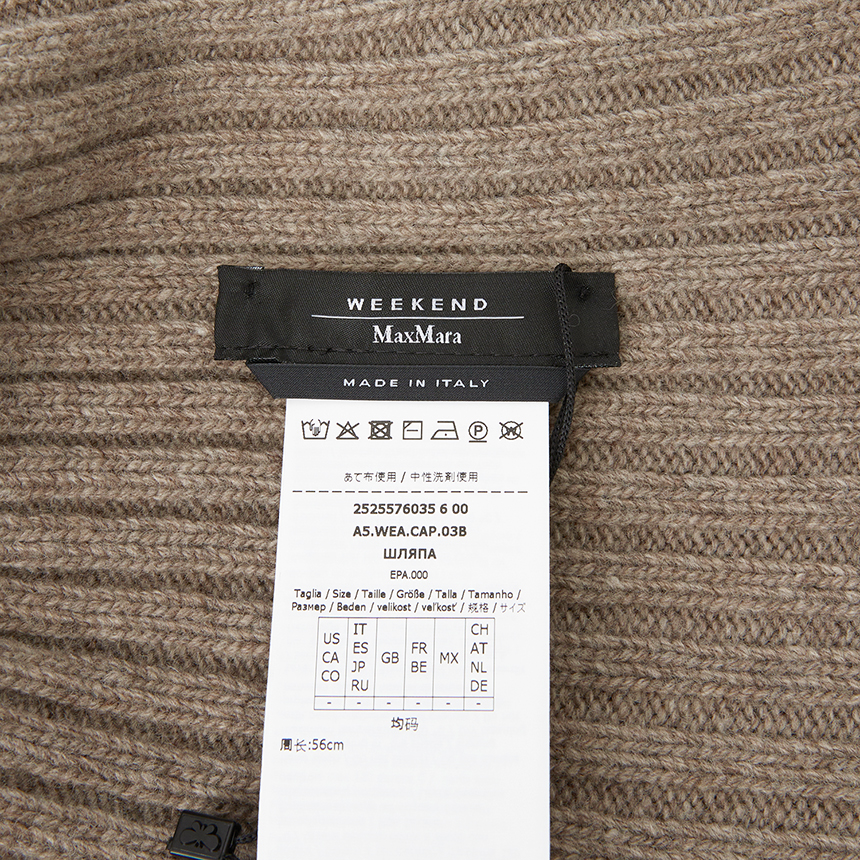 WEEKEND
MaxMara
MADE IN ITALY
あて布使用 / 中性洗剤使用
2525576035 6 00
A5.WEA.CAP.03B
ШЛЯПА
EPA.000
Taglia / Size / Taille / Größe / Talla / Tamanho /
Размер / Beden / velikost / veľkosť / 规格 / サイズ
US CA CO
IT ES JP RU
GB
FR BE
MX
CH AT NL DE
- - - - - -
均码
周长:56cm